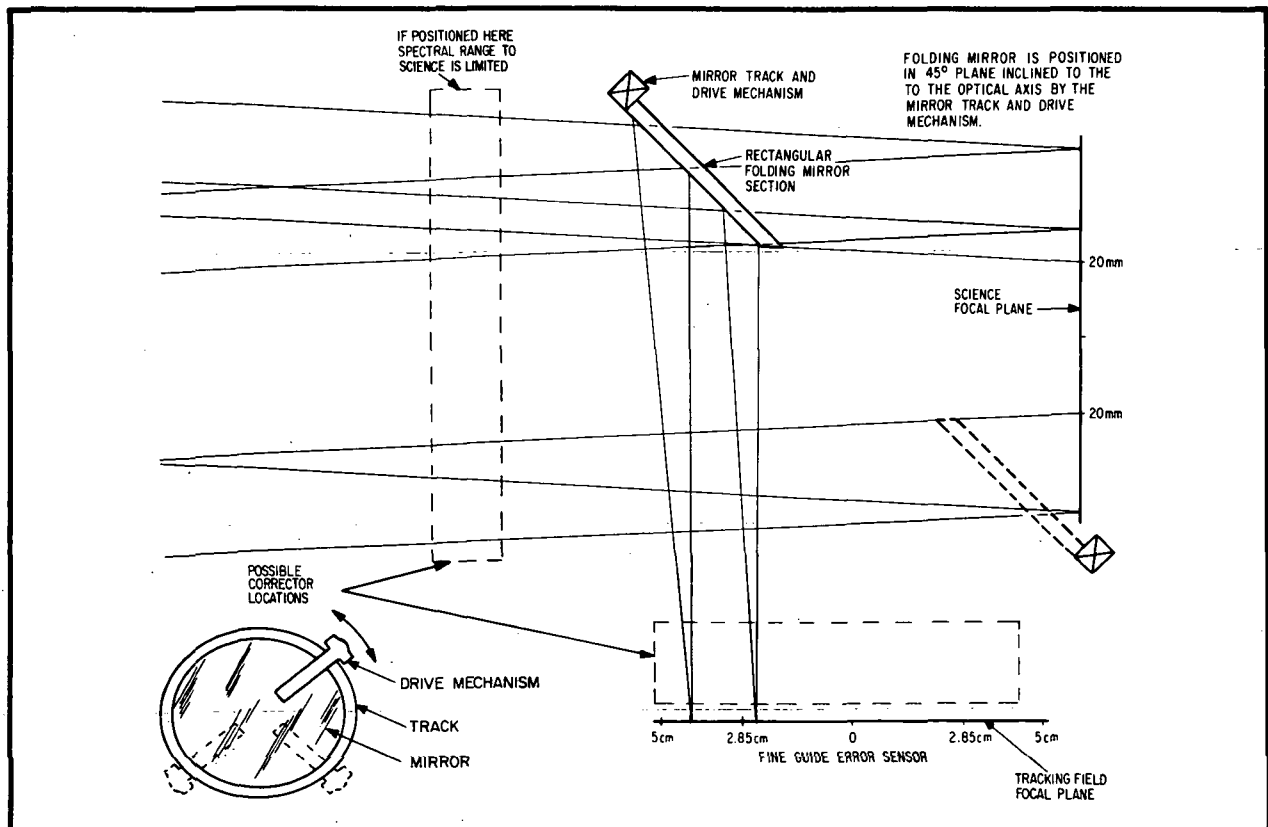 IF POSITIONED HERE
SPECTRAL RANGE TO
SCIENCE IS LIMITED
MIRROR TRACK AND
DRIVE MECHANISM
FOLDING MIRROR IS POSITIONED
IN 45° PLANE INCLINED TO THE
TO THE OPTICAL AXIS BY THE
MIRROR TRACK AND DRIVE
MECHANISM.
RECTANGULAR
FOLDING MIRROR
SECTION
20mm
SCIENCE
FOCAL PLANE
20mm
POSSIBLE
CORRECTOR
LOCATIONS
DRIVE MECHANISM
TRACK
MIRROR
5cm
2.85cm
0
2.85cm
5cm
FINE GUIDE ERROR SENSOR
TRACKING FIELD
FOCAL PLANE